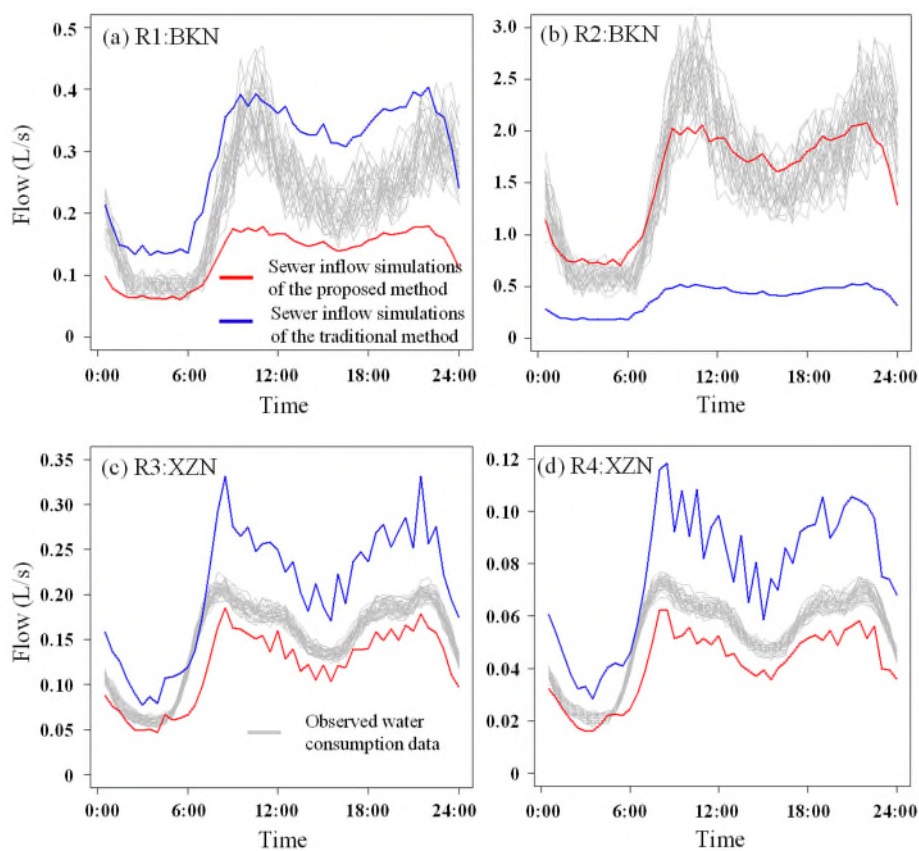 (a) R1:BKN
0.5
0.4
0.3
0.2
0.1
0
Flow (L/s)
Sewer inflow simulations
of the proposed method
Sewer inflow simulations
of the traditional method
0:00 6:00 12:00 18:00 24:00
Time
(b) R2:BKN
3.0
2.5
2.0
1.5
1.0
0.5
0
0:00 6:00 12:00 18:00 24:00
Time
(c) R3:XZN
0.35
0.30
0.25
0.20
0.15
0.10
0.05
0
Flow (L/s)
Observed water
consumption data
0:00 6:00 12:00 18:00 24:00
Time
(d) R4:XZN
0.12
0.10
0.08
0.06
0.04
0.02
0
0:00 6:00 12:00 18:00 24:00
Time